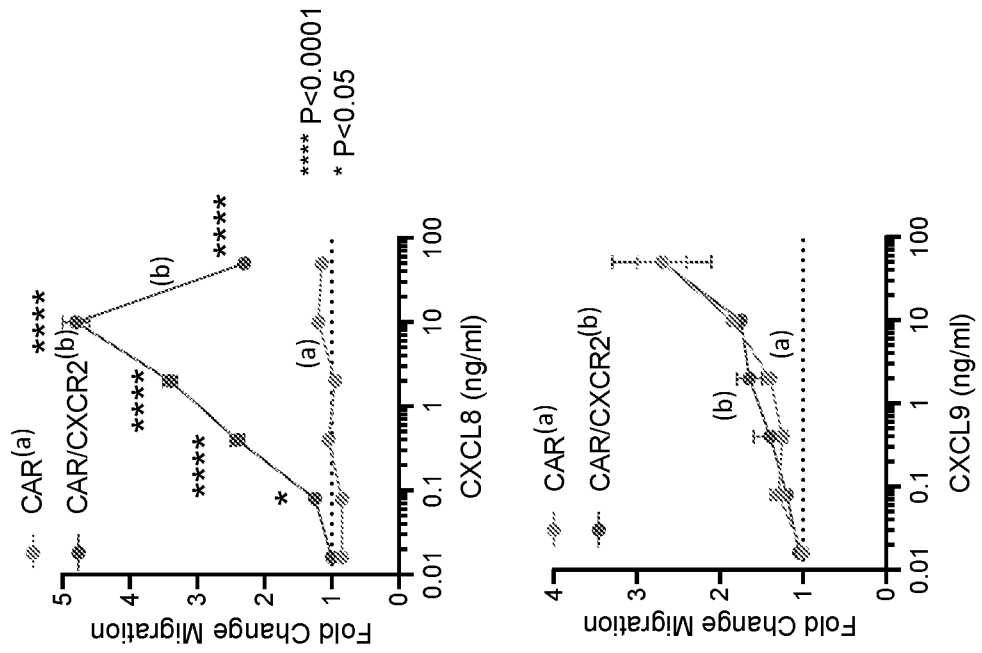 CAR(a)
CAR/CXCR2(b)
Fold Change Migration
5
4
3
2
1
0
0.01
0.1
1
10
100
CXCL8 (ng/ml)
*
****
****
****
****
(a)
(b)
**** P<0.0001
* P<0.05
CAR(a)
CAR/CXCR2(b)
Fold Change Migration
4
3
2
1
0
0.01
0.1
1
10
100
CXCL9 (ng/ml)
(b)
(a)